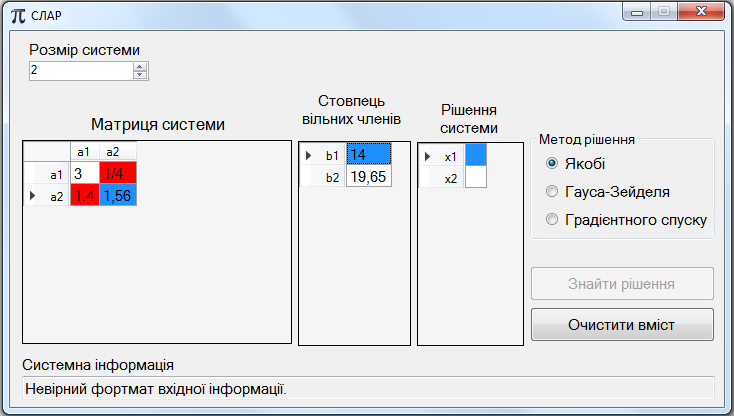 СЛАР
Розмір системи
2
Матриця системи
a1 a2
a1 3 1/4
a2 1.4 1,56
Стовпець
вільних членів
b1 14
b2 19,65
Рішення
системи
x1
x2
Метод рішення
Якобі
Гауса-Зейделя
Градієнтного спуску
Знайти рішення
Очистити вміст
Системна інформація
Невірний фортмат вхідної інформації.